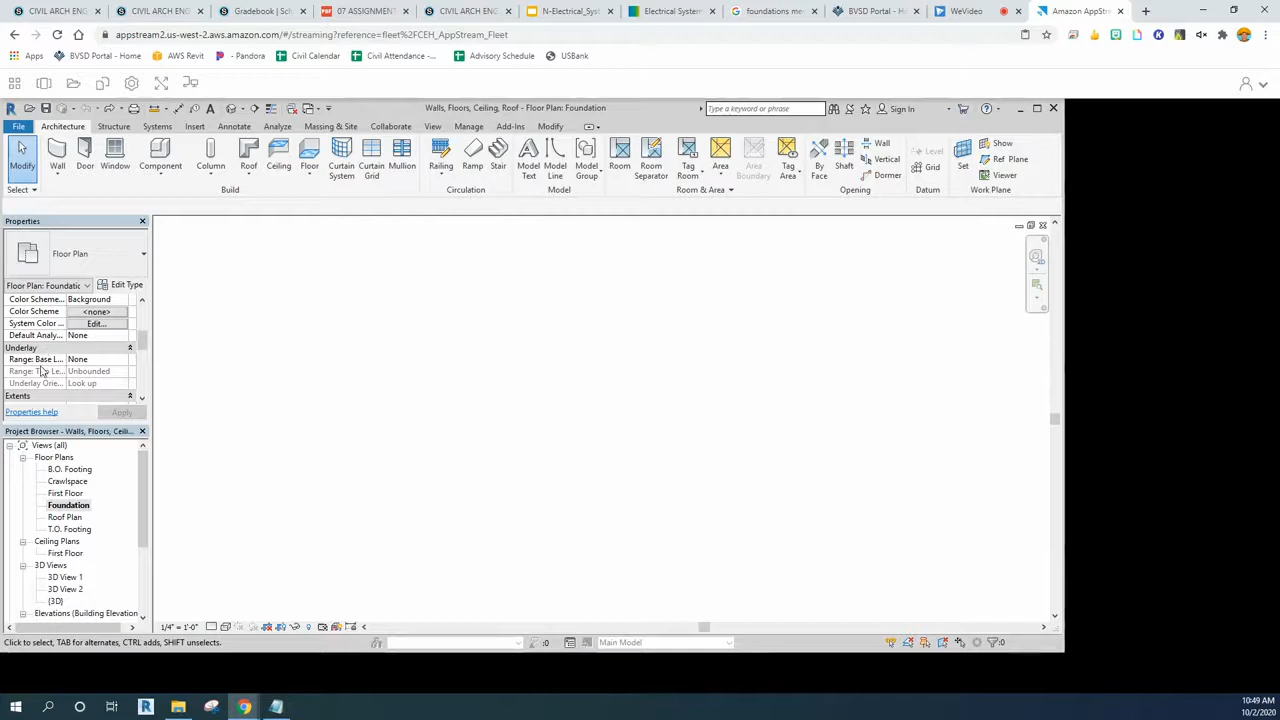 CIVIL ARCH ENG
CIVIL ARCH ENG
Gradebook | Sch
07 ASSIGNMENT
CIVIL ARCH ENG
N-Electrical_Syst
Electrical System
foundations me
BVSD Portal - Ho
WeVideo
Amazon AppStr
appstream2.us-west-2.aws.amazon.com/#/streaming?reference=fleet%2FCEH_AppStream_Fleet
Apps
BVSD Portal - Home
AWS Revit
- Pandora
Civil Calendar
Civil Attendance -...
Advisory Schedule
USBank
Walls, Floors, Ceiling, Roof - Floor Plan: Foundation
Type a keyword or phrase
Sign In
File Architecture Structure Systems Insert Annotate Analyze Massing & Site Collaborate View Manage Add-Ins Modify
Modify Wall Door Window Component Column Roof Ceiling Floor Curtain System Curtain Grid Mullion Railing Ramp Stair Model Text Model Line Model Group Room Room Separator Tag Room Area Area Boundary Tag Area By Face Shaft Wall Vertical Dormer Level Grid Set Show Ref Plane Viewer
Select Build Circulation Model Room & Area Opening Datum Work Plane
Properties
Floor Plan
Floor Plan: Foundatic Edit Type
Color Scheme... Background
Color Scheme <none>
System Color ... Edit...
Default Analy... None
Underlay
Range: Base L... None
Range: Le... Unbounded
Underlay Orie... Look up
Extents
Properties help Apply
Project Browser - Walls, Floors, Ceili...
Views (all)
Floor Plans
B.O. Footing
Crawlspace
First Floor
Foundation
Roof Plan
T.O. Footing
Ceiling Plans
First Floor
3D Views
3D View 1
3D View 2
{3D}
Elevations (Building Elevation
1/4" = 1'-0"
Click to select, TAB for alternates, CTRL adds, SHIFT unselects.
:0
Main Model
:0
10:49 AM
10/2/2020